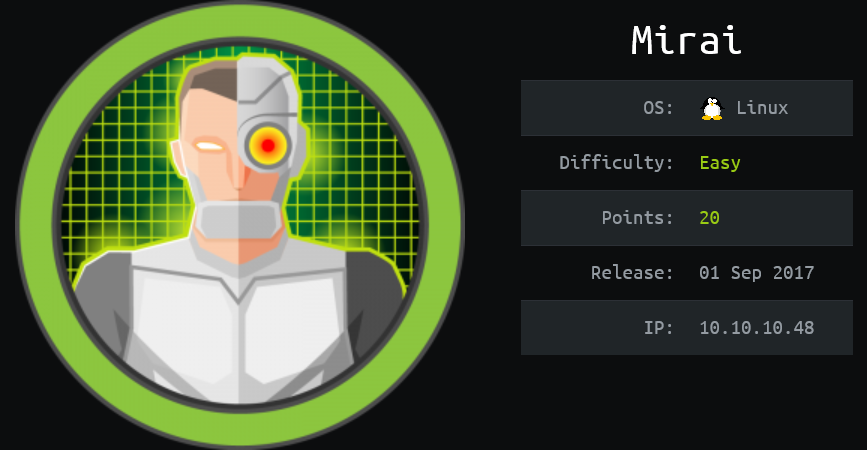 Mirai
OS: Linux
Difficulty: Easy
Points: 20
Release: 01 Sep 2017
IP: 10.10.10.48